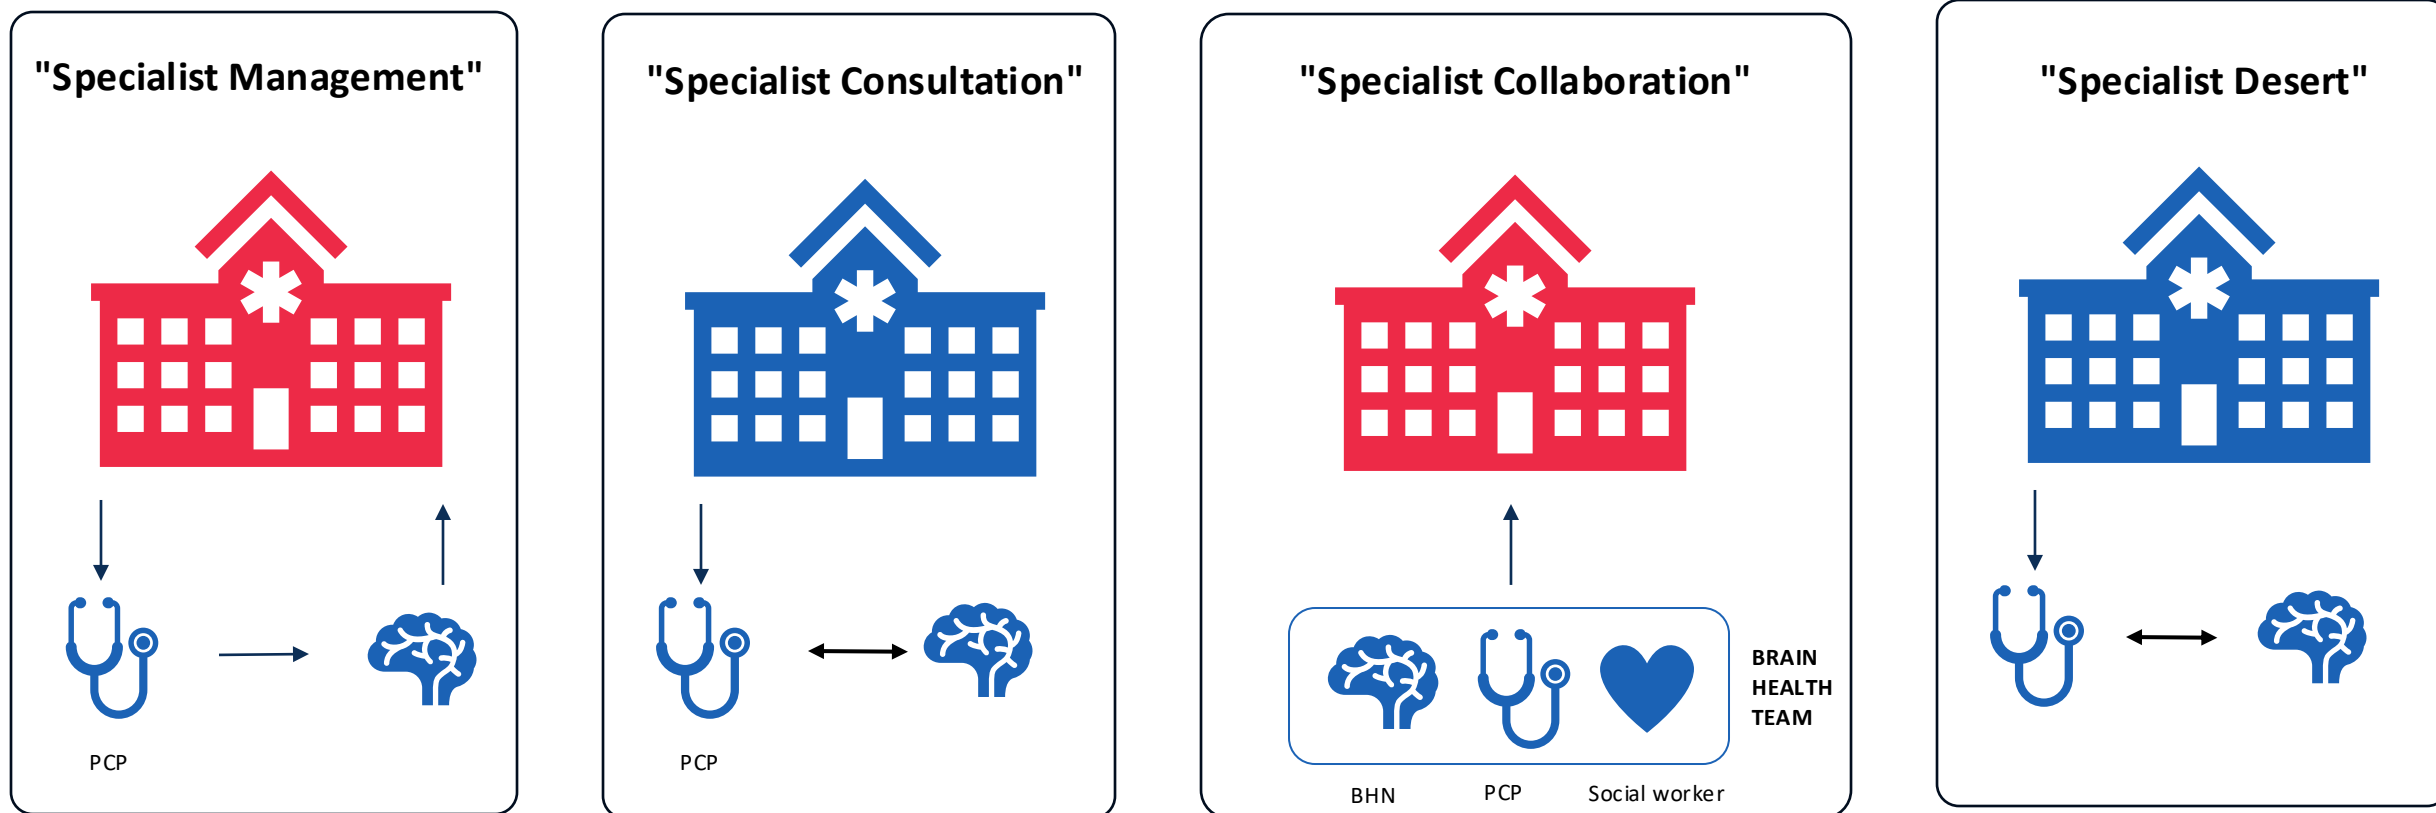 "Specialist Management"
PCP
"Specialist Consultation"
PCP
"Specialist Collaboration"
BRAIN
HEALTH
TEAM
BHN
PCP
Social worker
"Specialist Desert"